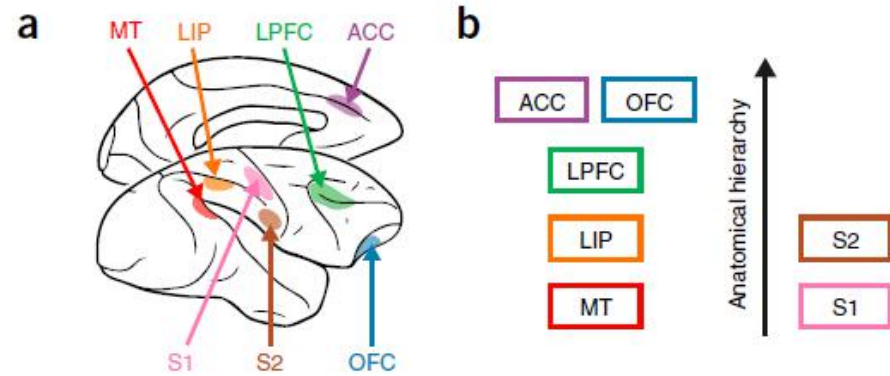 a
MT LIP LPFC ACC
S1 S2 OFC
b
ACC OFC
LPFC
LIP
MT
Anatomical hierarchy
S2
S1